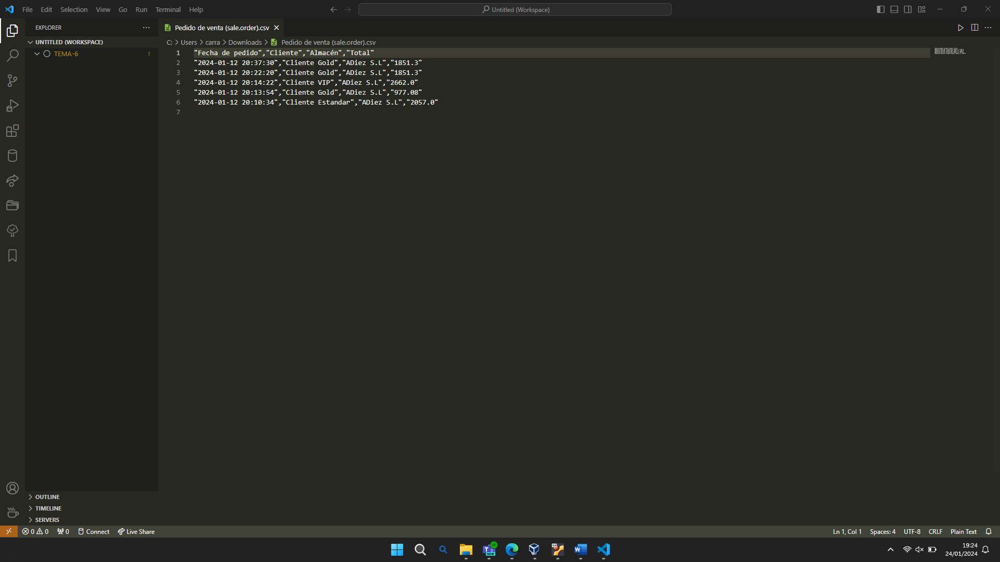 File Edit Selection View Go Run Terminal Help
Untitled (Workspace)
EXPLORER
Pedido de venta (sale.order).csv
UNTITLED (WORKSPACE)
C: > Users > carra > Downloads > Pedido de venta (sale.order).csv
TEMA-6 !
1 "Fecha de pedido","Cliente","Almacén","Total"
2 "2024-01-12 20:37:30","Cliente Gold","ADiez S.L","1851.3"
3 "2024-01-12 20:22:20","Cliente Gold","ADiez S.L","1851.3"
4 "2024-01-12 20:14:22","Cliente VIP","ADiez S.L","2662.0"
5 "2024-01-12 20:13:54","Cliente Gold","ADiez S.L","977.08"
6 "2024-01-12 20:10:34","Cliente Estandar","ADiez S.L","2057.0"
7
OUTLINE
TIMELINE
SERVERS
0 0 0 Connect Live Share
Ln 1, Col 1 Spaces: 4 UTF-8 CRLF Plain Text
NEW
19:24
24/01/2024